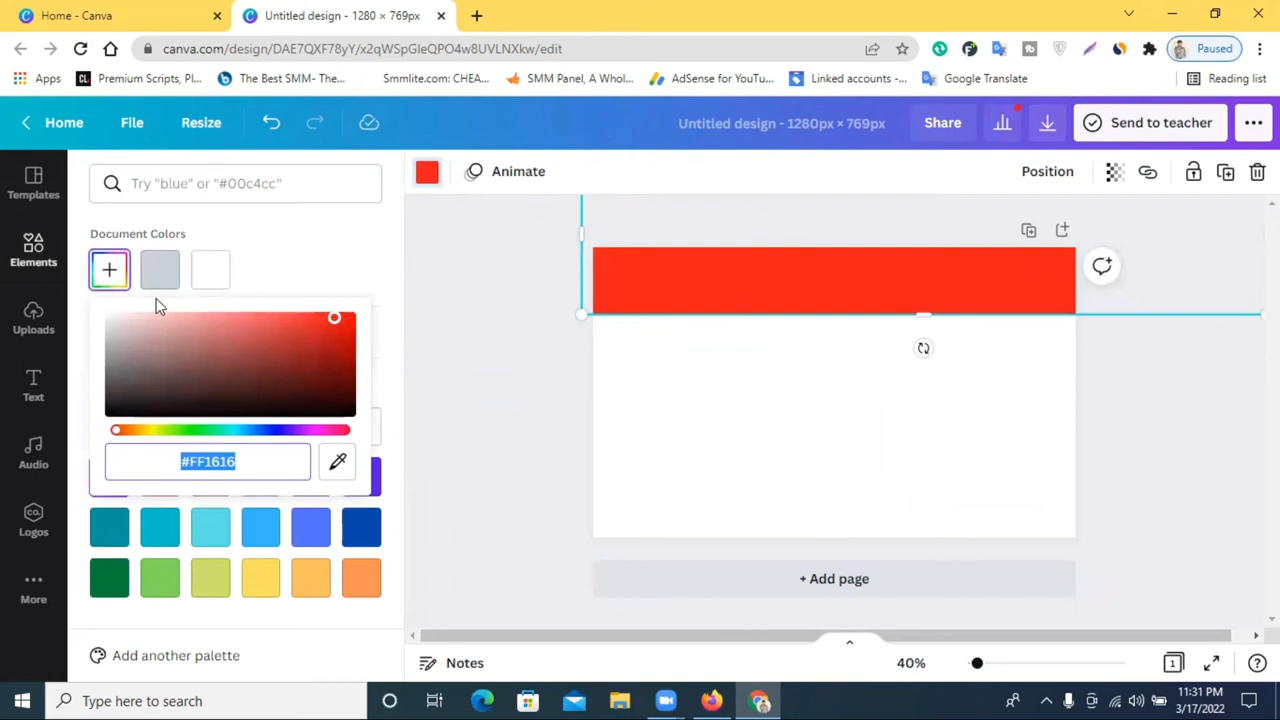 Home - Canva
Untitled design - 1280 × 769px
canva.com/design/DAE7QXF78yY/x2qWSpGleQPO4w8UVLNXkw/edit
Paused
Apps
CL
Premium Scripts, Pl...
The Best SMM- The...
Smmlite.com: CHEA...
SMM Panel, A Whol...
AdSense for YouTu...
Linked accounts -...
Google Translate
Reading list
Home
File
Resize
Untitled design - 1280px × 769px
Share
Send to teacher
Templates
Elements
Uploads
Text
Audio
CO.
Logos
More
Try "blue" or "#00c4cc"
Document Colors
#FF1616
Add another palette
Animate
Position
+ Add page
Notes
40%
1
Type here to search
11:31 PM
3/17/2022